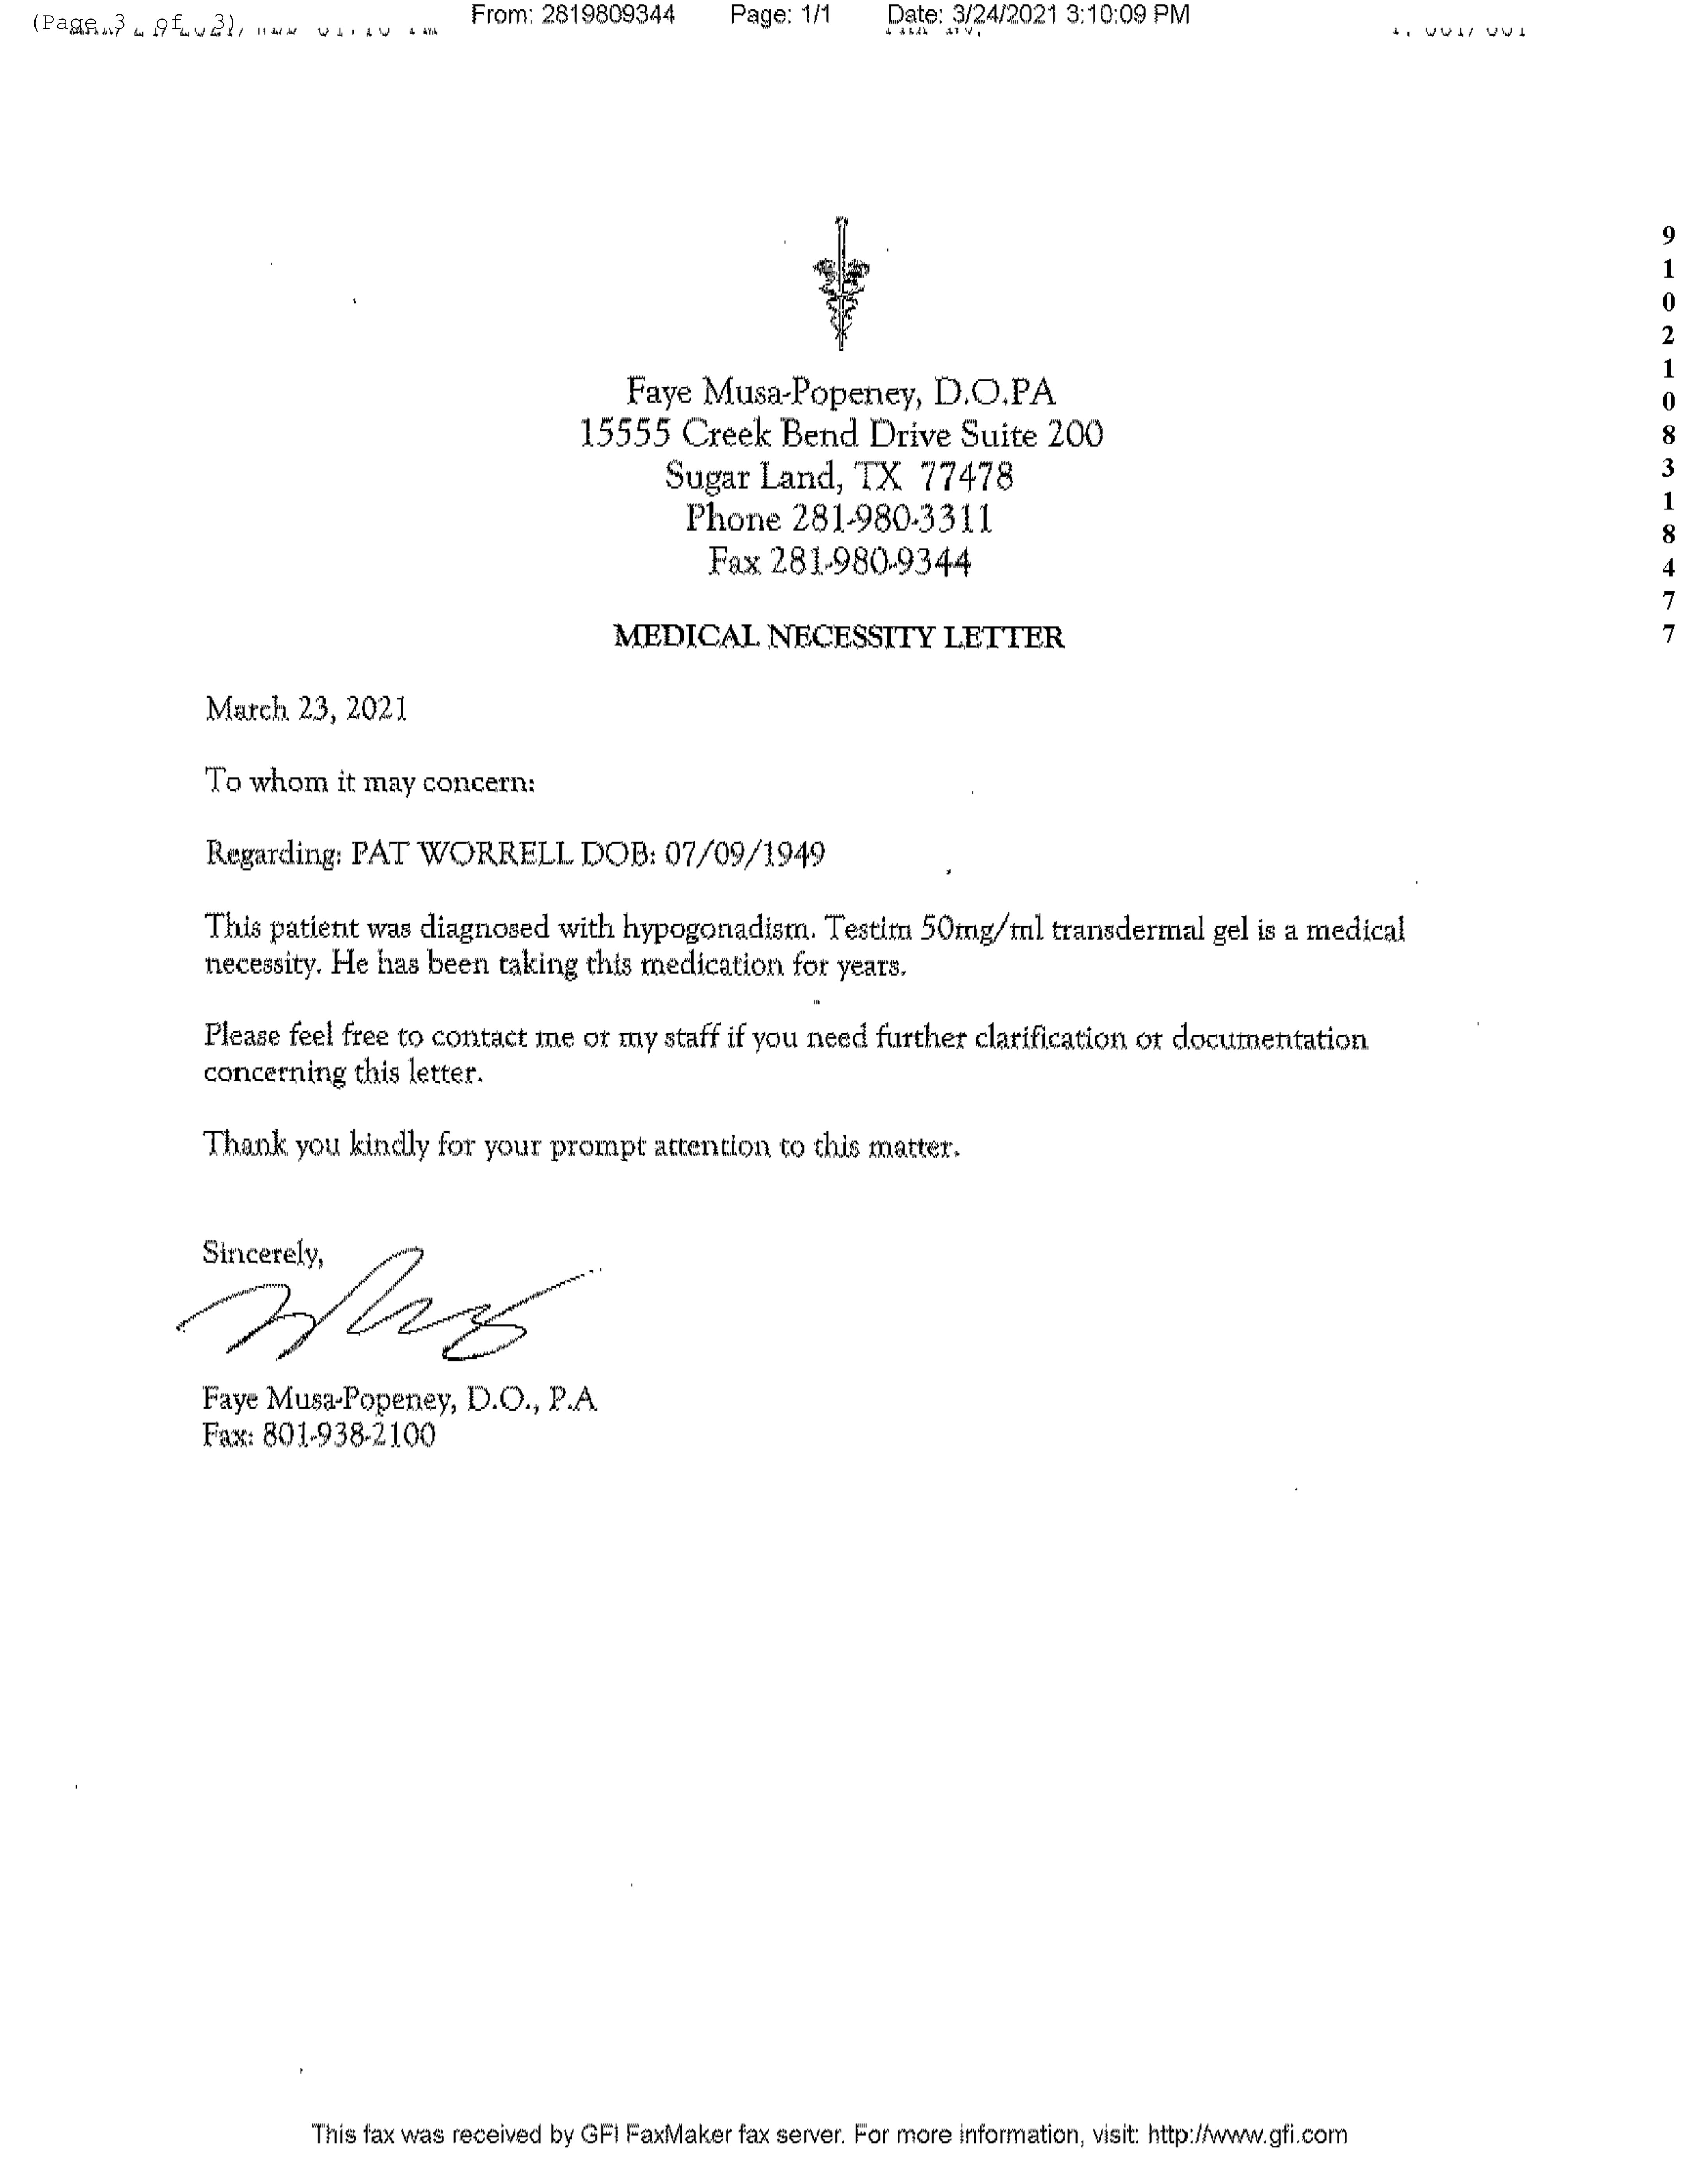 (Page 3 of 3)
From: 2819809344 Page: 1/1 Date: 3/24/2021 3:10:09 PM
9
1
0
2
1
0
8
3
1
8
4
7
7
Faye Musa-Popeney, D.O.PA
15555 Creek Bend Drive Suite 200
Sugar Land, TX 77478
Phone 281-980-3311
Fax 281-980-9344
MEDICAL NECESSITY LETTER
March 23, 2021
To whom it may concern:
Regarding: PAT WORRELL DOB: 07/09/1949
This patient was diagnosed with hypogonadism. Testim 50mg/ml transdermal gel is a medical
necessity. He has been taking this medication for years.
Please feel free to contact me or my staff if you need further clarification or documentation
concerning this letter.
Thank you kindly for your prompt attention to this matter.
Sincerely,
Faye Musa-Popeney, D.O., P.A
Fax: 801-938-2100
This fax was received by GFI FaxMaker fax server. For more information, visit: http://www.gfi.com